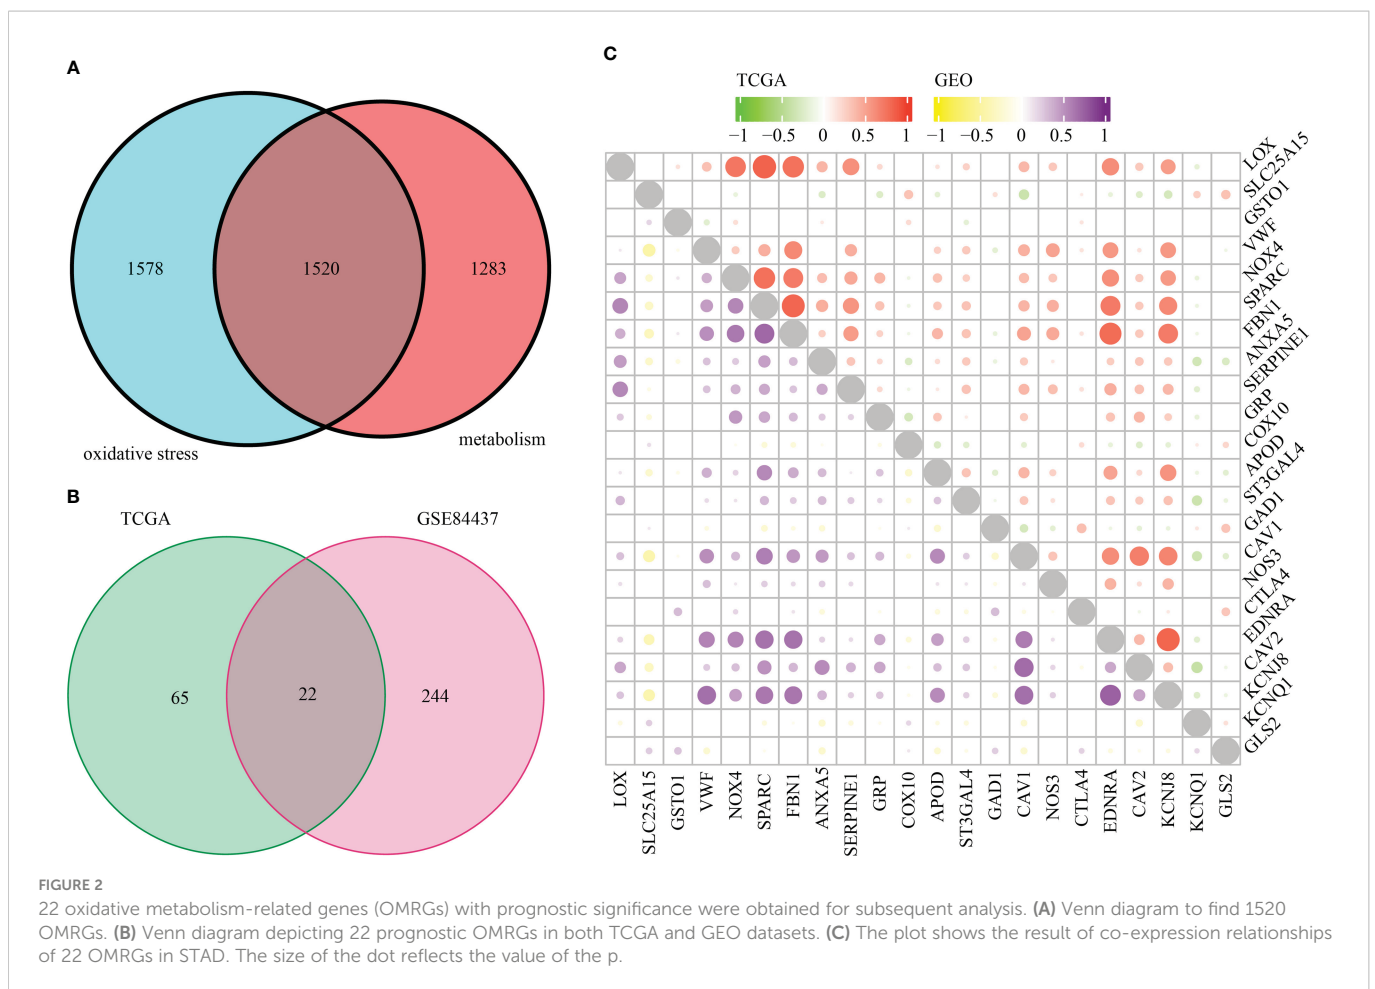 A
1578
1520
1283
oxidative stress
metabolism
B
TCGA
GSE84437
65
22
244
C
TCGA
GEO
−1 −0.5 0 0.5 1
−1 −0.5 0 0.5 1
LOX
SLC25A15
GSTO1
VWF
NOX4
SPARC
FBN1
ANXA5
SERPINE1
GRP
COX10
APOD
ST3GAL4
GAD1
CAV1
NOS3
CTLA4
EDNRA
CAV2
KCNJ8
KCNQ1
GLS2
LOX
SLC25A15
GSTO1
VWF
NOX4
SPARC
FBN1
ANXA5
SERPINE1
GRP
COX10
APOD
ST3GAL4
GAD1
CAV1
NOS3
CTLA4
EDNRA
CAV2
KCNJ8
KCNQ1
GLS2
FIGURE 2
22 oxidative metabolism-related genes (OMRGs) with prognostic significance were obtained for subsequent analysis. (A) Venn diagram to find 1520
OMRGs. (B) Venn diagram depicting 22 prognostic OMRGs in both TCGA and GEO datasets. (C) The plot shows the result of co-expression relationships
of 22 OMRGs in STAD. The size of the dot reflects the value of the p.